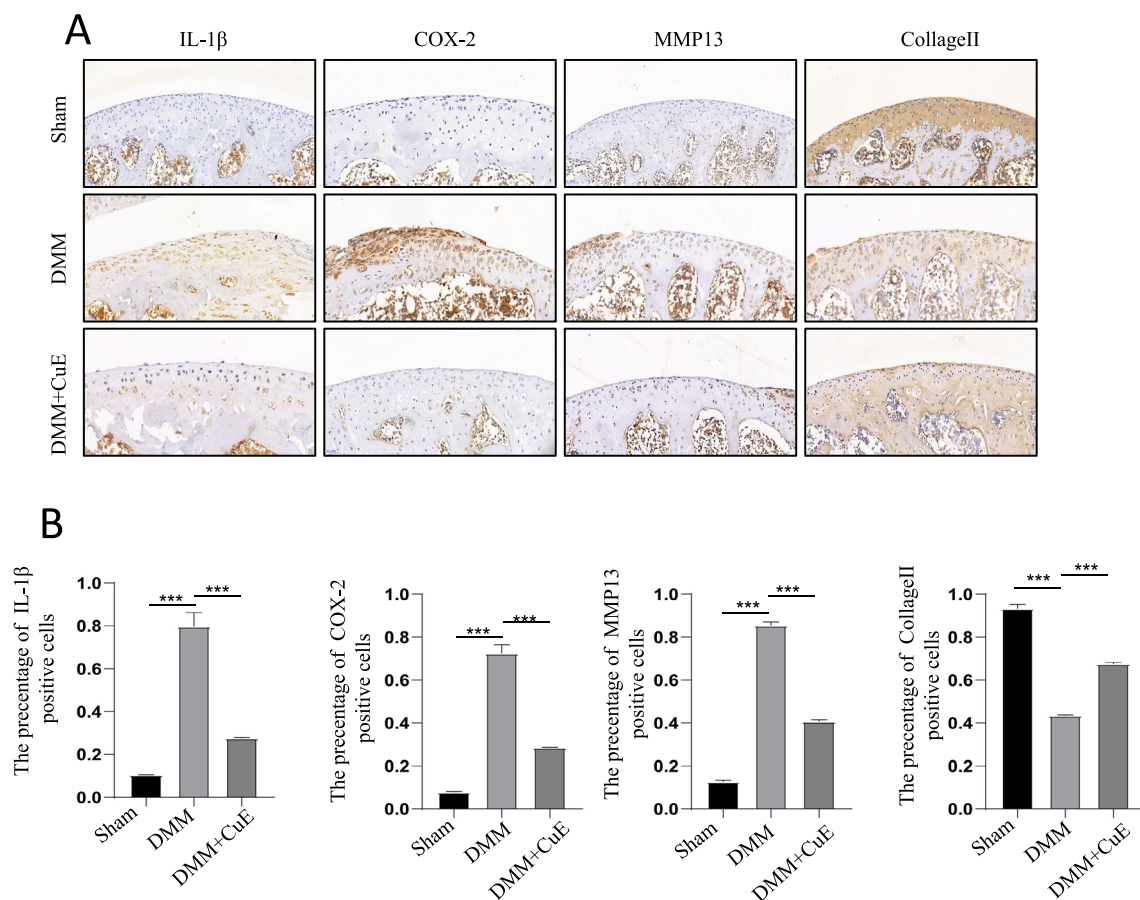 A
IL-1β
COX-2
MMP13
CollageII
Sham
DMM
DMM+CuE
B
The precentage of IL-1β
positive cells
1.0
0.8
0.6
0.4
0.2
0.0
***
***
Sham
DMM
DMM+CuE
The precentage of COX-2
positive cells
1.0
0.8
0.6
0.4
0.2
0.0
***
***
Sham
DMM
DMM+CuE
The precentage of MMP13
positive cells
1.0
0.8
0.6
0.4
0.2
0.0
***
***
Sham
DMM
DMM+CuE
The precentage of CollageII
positive cells
1.0
0.8
0.6
0.4
0.2
0.0
***
***
Sham
DMM
DMM+CuE